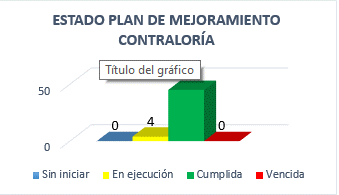 ESTADO PLAN DE MEJORAMIENTO
CONTRALORÍA
Título del gráfico
50
0
0
4
0
Sin iniciar
En ejecución
Cumplida
Vencida